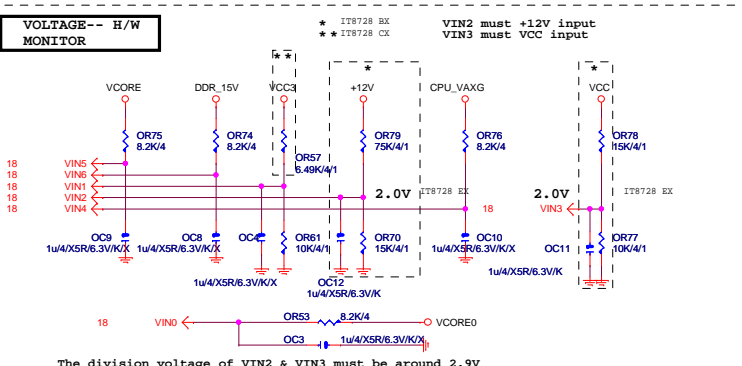 VOLTAGE-- H/W
MONITOR
* IT8728 BX
** IT8728 CX
VIN2 must +12V input
VIN3 must VCC input
**
*
*
VCORE
DDR_15V
VCC3
+12V
CPU_VAXG
VCC
OR75
8.2K/4
OR74
8.2K/4
OR57
6.49K/4/1
OR79
75K/4/1
OR76
8.2K/4
OR78
15K/4/1
18 VIN5
18 VIN6
18 VIN1
18 VIN2
18 VIN4
2.0V
IT8728 EX
18
2.0V
VIN3
IT8728 EX
OC9
1u/4/X5R/6.3V/K/X
OC8
1u/4/X5R/6.3V/K/X
OC4
1u/4/X5R/6.3V/K/X
OR61
10K/4/1
OC12
1u/4/X5R/6.3V/K
OR70
15K/4/1
OC10
1u/4/X5R/6.3V/K/X
OC11
1u/4/X5R/6.3V/K
OR77
10K/4/1
18 VIN0
OR53 8.2K/4
VCORE0
OC3 1u/4/X5R/6.3V/K/X
The division voltage of VIN2 & VIN3 must be around 2.9V